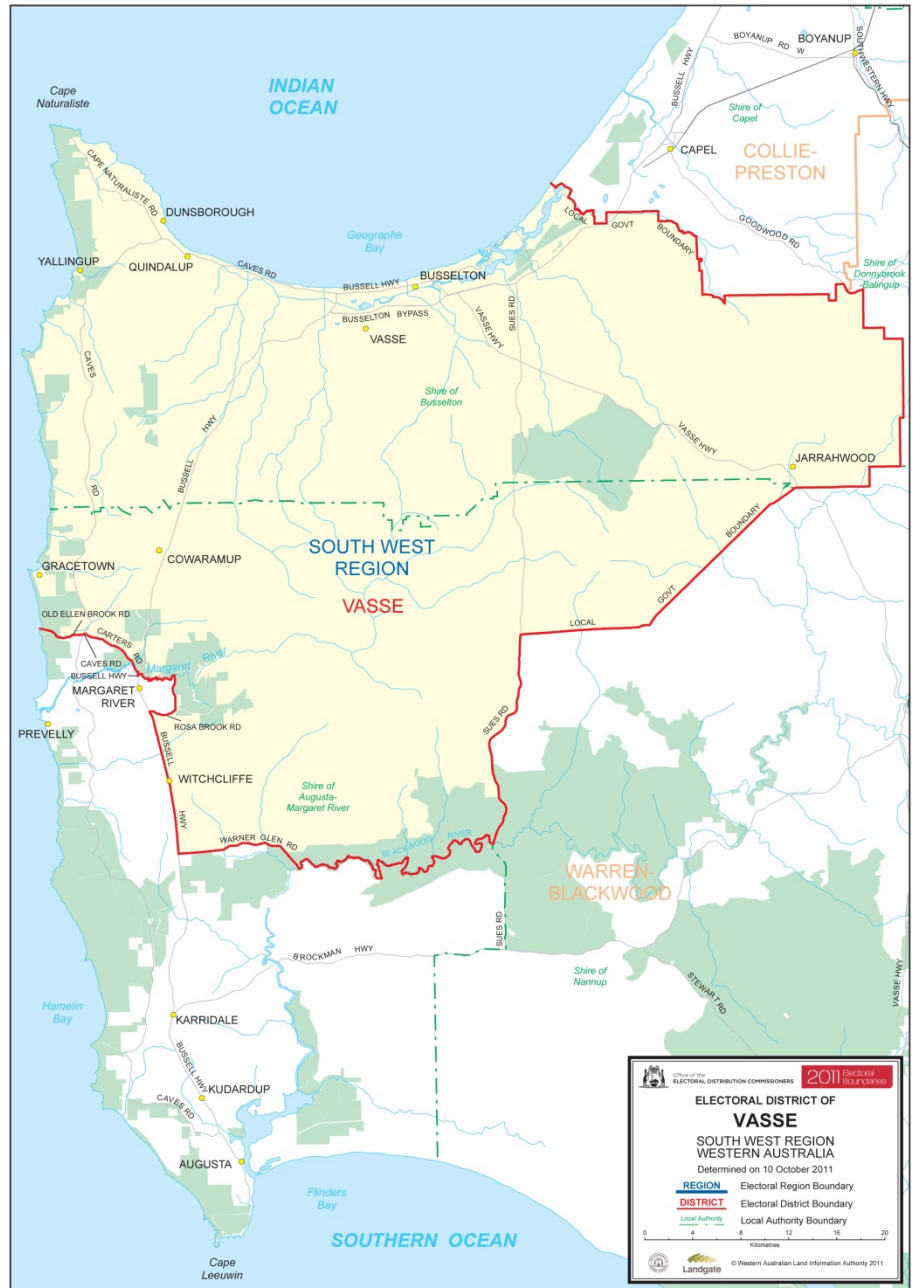 BOYANUP RD W
BOYANUP
SOUTH WESTERN HWY
BUSSELL HWY
INDIAN
OCEAN
Cape
Naturaliste
Shire of
Capel
CAPEL
COLLIE-
PRESTON
CAPE NATURALISTE RD
DUNSBOROUGH
LOCAL
GOVT
BOUNDARY
GOODWOOD RD
Geographe
Bay
YALLINGUP
QUINDALUP
CAVES RD
BUSSELL HWY
BUSSELTON
Shire of
Donnybrook
-Balingup
BUSSELTON BYPASS
VASSE
VASSE HWY
SUES RD
CAVES
RD
BUSSELL
HWY
Shire of
Busselton
VASSE HWY
JARRAHWOOD
COWARAMUP
SOUTH WEST
REGION
VASSE
GRACETOWN
BOUNDARY
GOVT
LOCAL
OLD ELLEN BROOK RD
CARTERS RD
CAVES RD
BUSSELL HWY
Margaret River
MARGARET
RIVER
ROSA BROOK RD
PREVELLY
SUES RD
BUSSELL
HWY
WITCHCLIFFE
Shire of
Augusta-
Margaret River
WARNER GLEN RD
BLACKWOOD RIVER
WARREN-
BLACKWOOD
SUES RD
BROCKMAN HWY
Shire of
Nannup
STEWART RD
VASSE HWY
Hamelin
Bay
KARRIDALE
BUSSELL HWY
KUDARDUP
CAVES RD
AUGUSTA
Flinders
Bay
SOUTHERN OCEAN
Cape
Leeuwin
Office of the
ELECTORAL DISTRIBUTION COMMISSIONERS
2011 Electoral
Boundaries
ELECTORAL DISTRICT OF
VASSE
SOUTH WEST REGION
WESTERN AUSTRALIA
Determined on 10 October 2011
REGION Electoral Region Boundary
DISTRICT Electoral District Boundary
Local Authority Local Authority Boundary
0 4 8 12 16 20
Kilometres
Landgate
© Western Australian Land Information Authority 2011